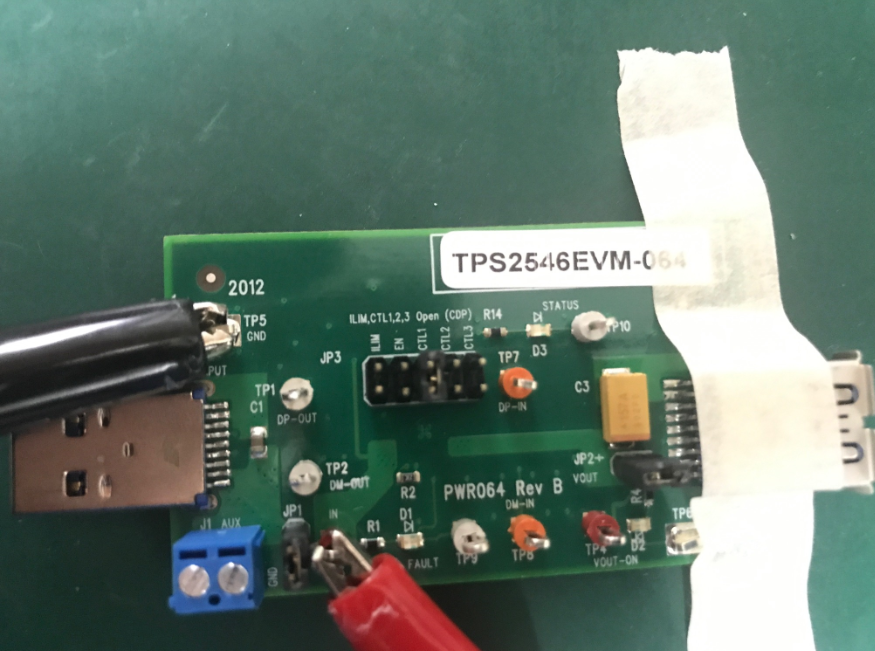 TPS2546EVM-064
2012
ILIM,CTL1,2,3 Open (CDP)
R14
STATUS
TP5
GND
ILIM
EN
CTL1
CTL2
CTL3
D3
TP10
PUT
JP3
TP7
TP1
C1
DP-OUT
DP-IN
C3
TP2
DM-OUT
JP2
VOUT
R2
PWR064 Rev B
R4
JP1
IN
DM-IN
J1 AUX
R1
D1
GND
FAULT
TP9
TP4
D2
VOUT-ON